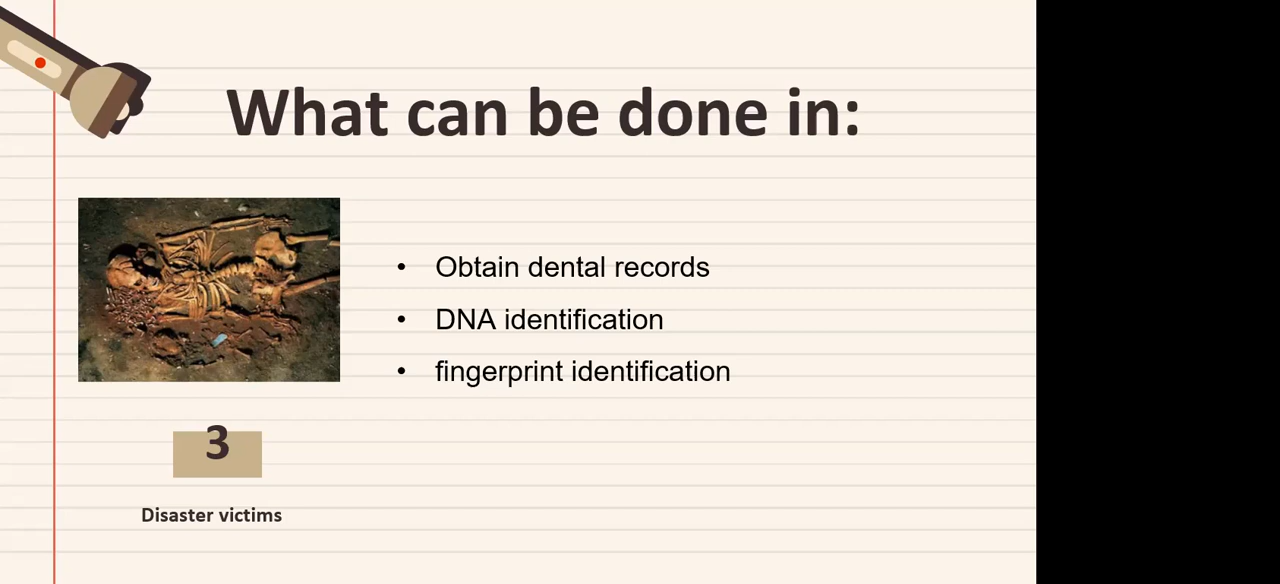 What can be done in:
• Obtain dental records
• DNA identification
• fingerprint identification
3
Disaster victims